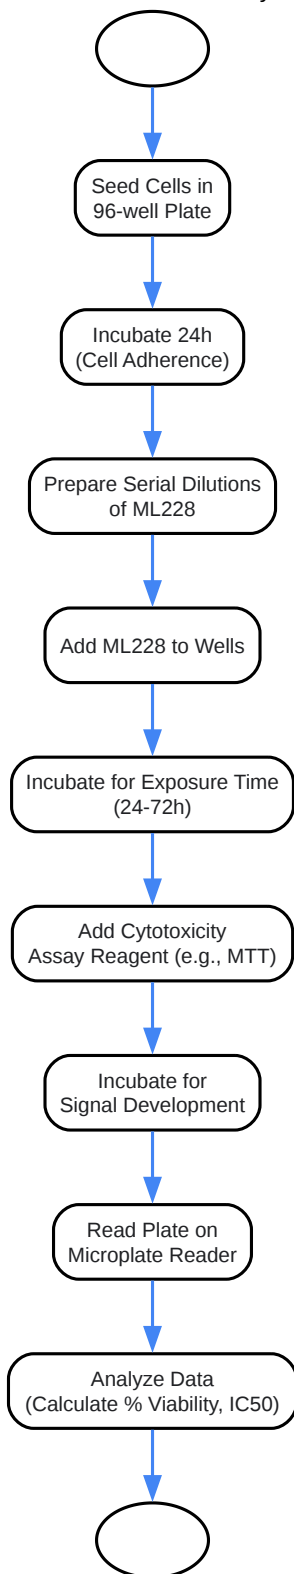 Seed Cells in
96-well Plate
Incubate 24h
(Cell Adherence)
Prepare Serial Dilutions
of ML228
Add ML228 to Wells
Incubate for Exposure Time
(24-72h)
Add Cytotoxicity
Assay Reagent (e.g., MTT)
Incubate for
Signal Development
Read Plate on
Microplate Reader
Analyze Data
(Calculate % Viability, IC50)